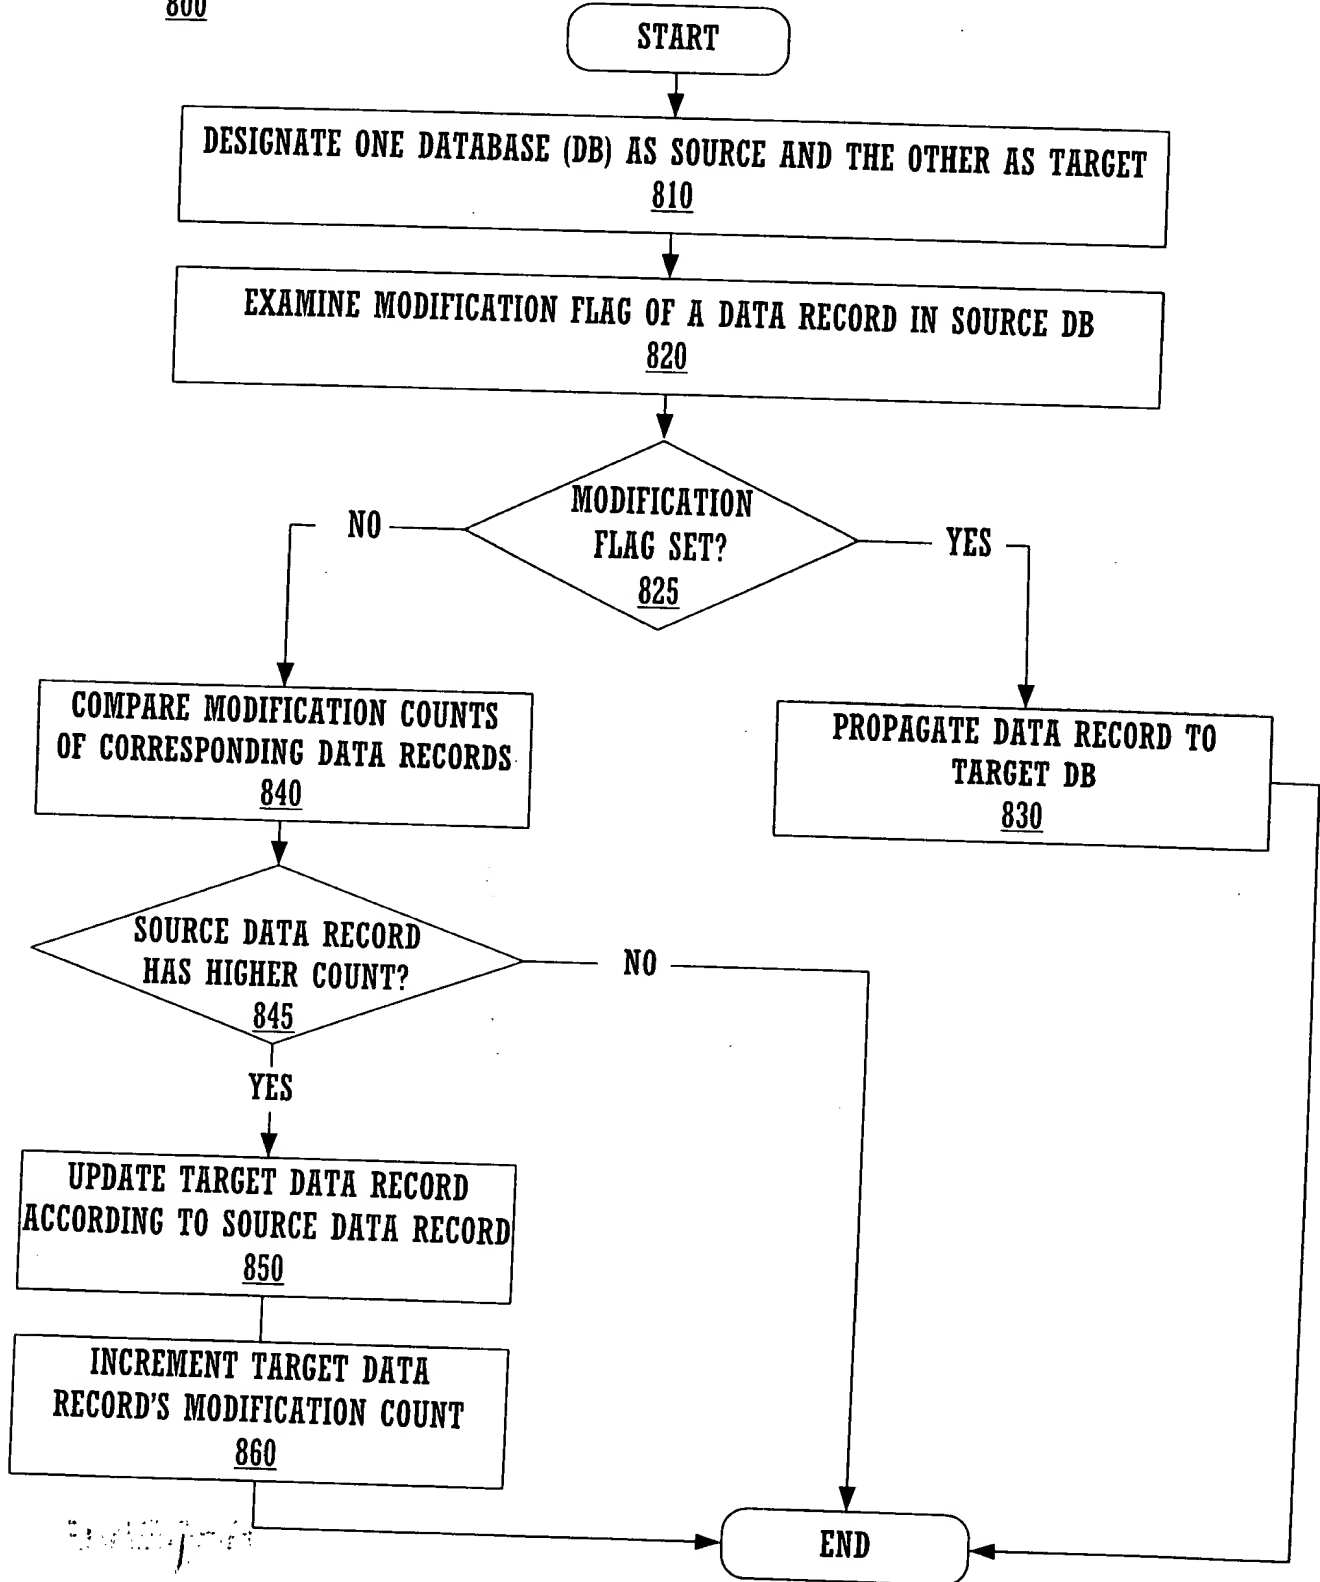 800
START
DESIGNATE ONE DATABASE (DB) AS SOURCE AND THE OTHER AS TARGET
810
EXAMINE MODIFICATION FLAG OF A DATA RECORD IN SOURCE DB
820
MODIFICATION
FLAG SET?
825
NO
YES
COMPARE MODIFICATION COUNTS
OF CORRESPONDING DATA RECORDS
840
PROPAGATE DATA RECORD TO
TARGET DB
830
SOURCE DATA RECORD
HAS HIGHER COUNT?
845
NO
YES
UPDATE TARGET DATA RECORD
ACCORDING TO SOURCE DATA RECORD
850
INCREMENT TARGET DATA
RECORD'S MODIFICATION COUNT
860
END